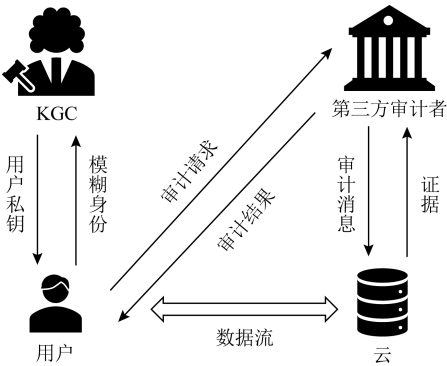 KGC
第三方审计者
用户私钥
模糊身份
审计请求
审计结果
审计消息
证据
用户
数据流
云